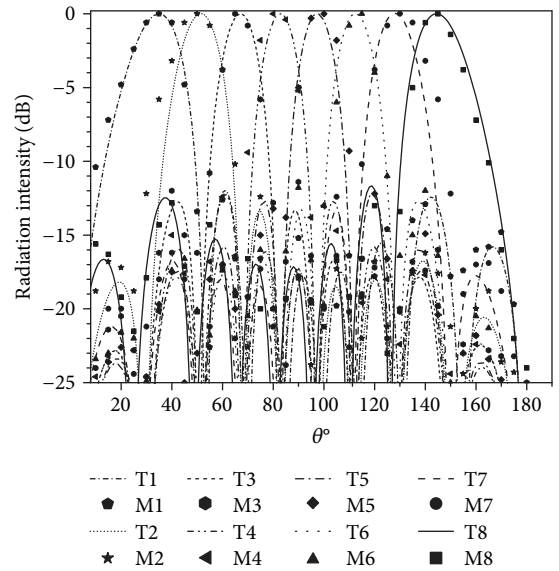 Radiation intensity (dB)
0
−5
−10
−15
−20
−25
20 40 60 80 100 120 140 160 180
θ°
T1 T3 T5 T7
M1 M3 M5 M7
T2 T4 T6 T8
M2 M4 M6 M8